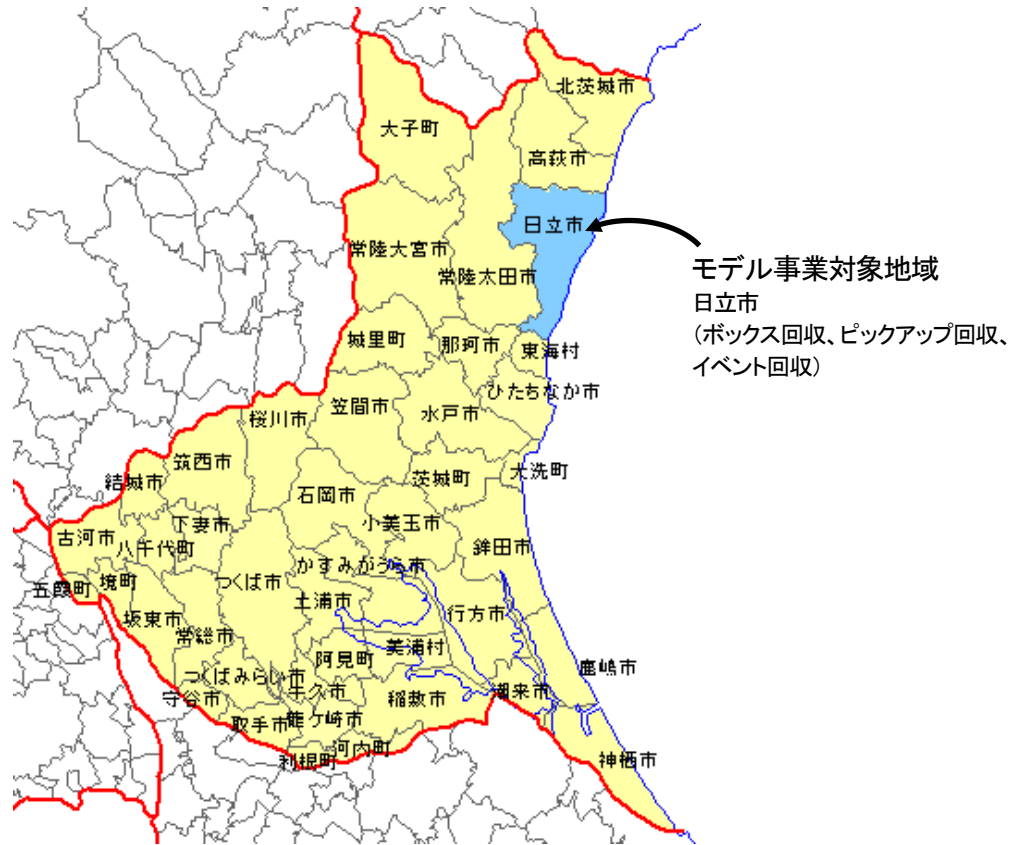 北茨城市
大子町
高萩市
日立市
常陸大宮市
常陸太田市
モデル事業対象地域
日立市
(ボックス回収、ピックアップ回収、
イベント回収)
城里町
那珂市
東海村
ひたちなか市
笠間市
水戸市
桜川市
筑西市
大洗町
茨城町
結城市
石岡市
小美玉市
下妻市
古河市
八千代町
鉾田市
かすみがうら市
五霞町
境町
つくば市
土浦市
行方市
坂東市
常総市
美浦村
阿見町
鹿嶋市
つくばみらい市
牛久市
潮来市
守谷市
稲敷市
取手市
龍ケ崎市
河内町
利根町
神栖市